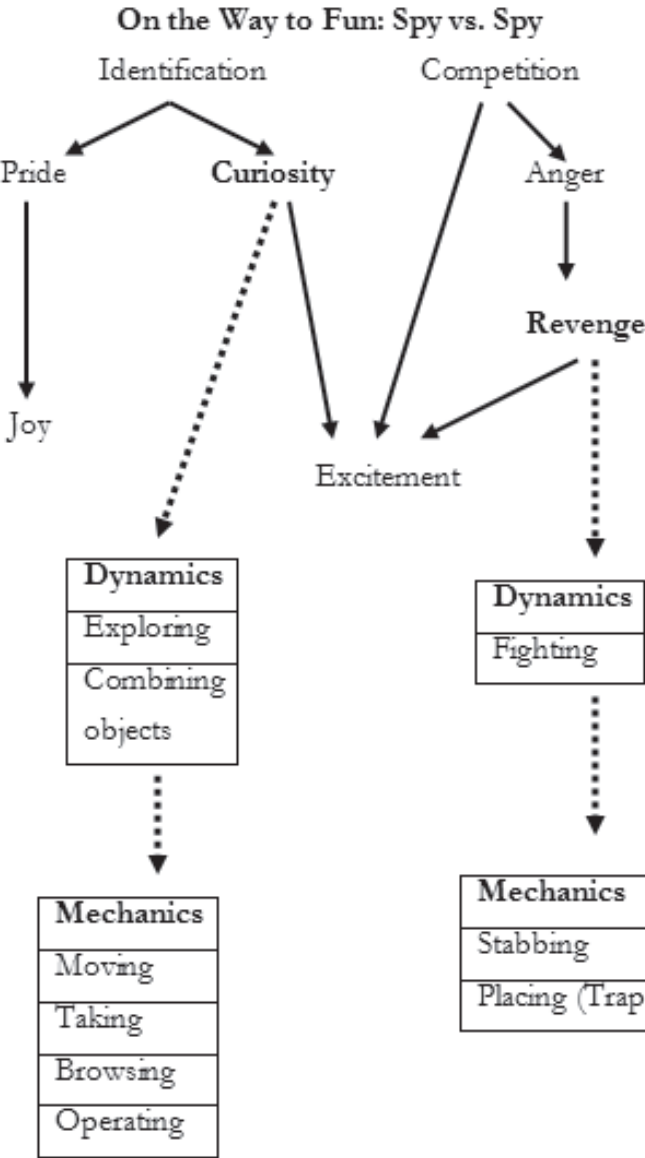 On the Way to Fun: Spy vs. Spy
Identification
Competition
Pride
Curiosity
Anger
Revenge
Joy
Excitement
Dynamics
Exploring
Combining
objects
Dynamics
Fighting
Mechanics
Moving
Taking
Browsing
Operating
Mechanics
Stabbing
Placing (Trap